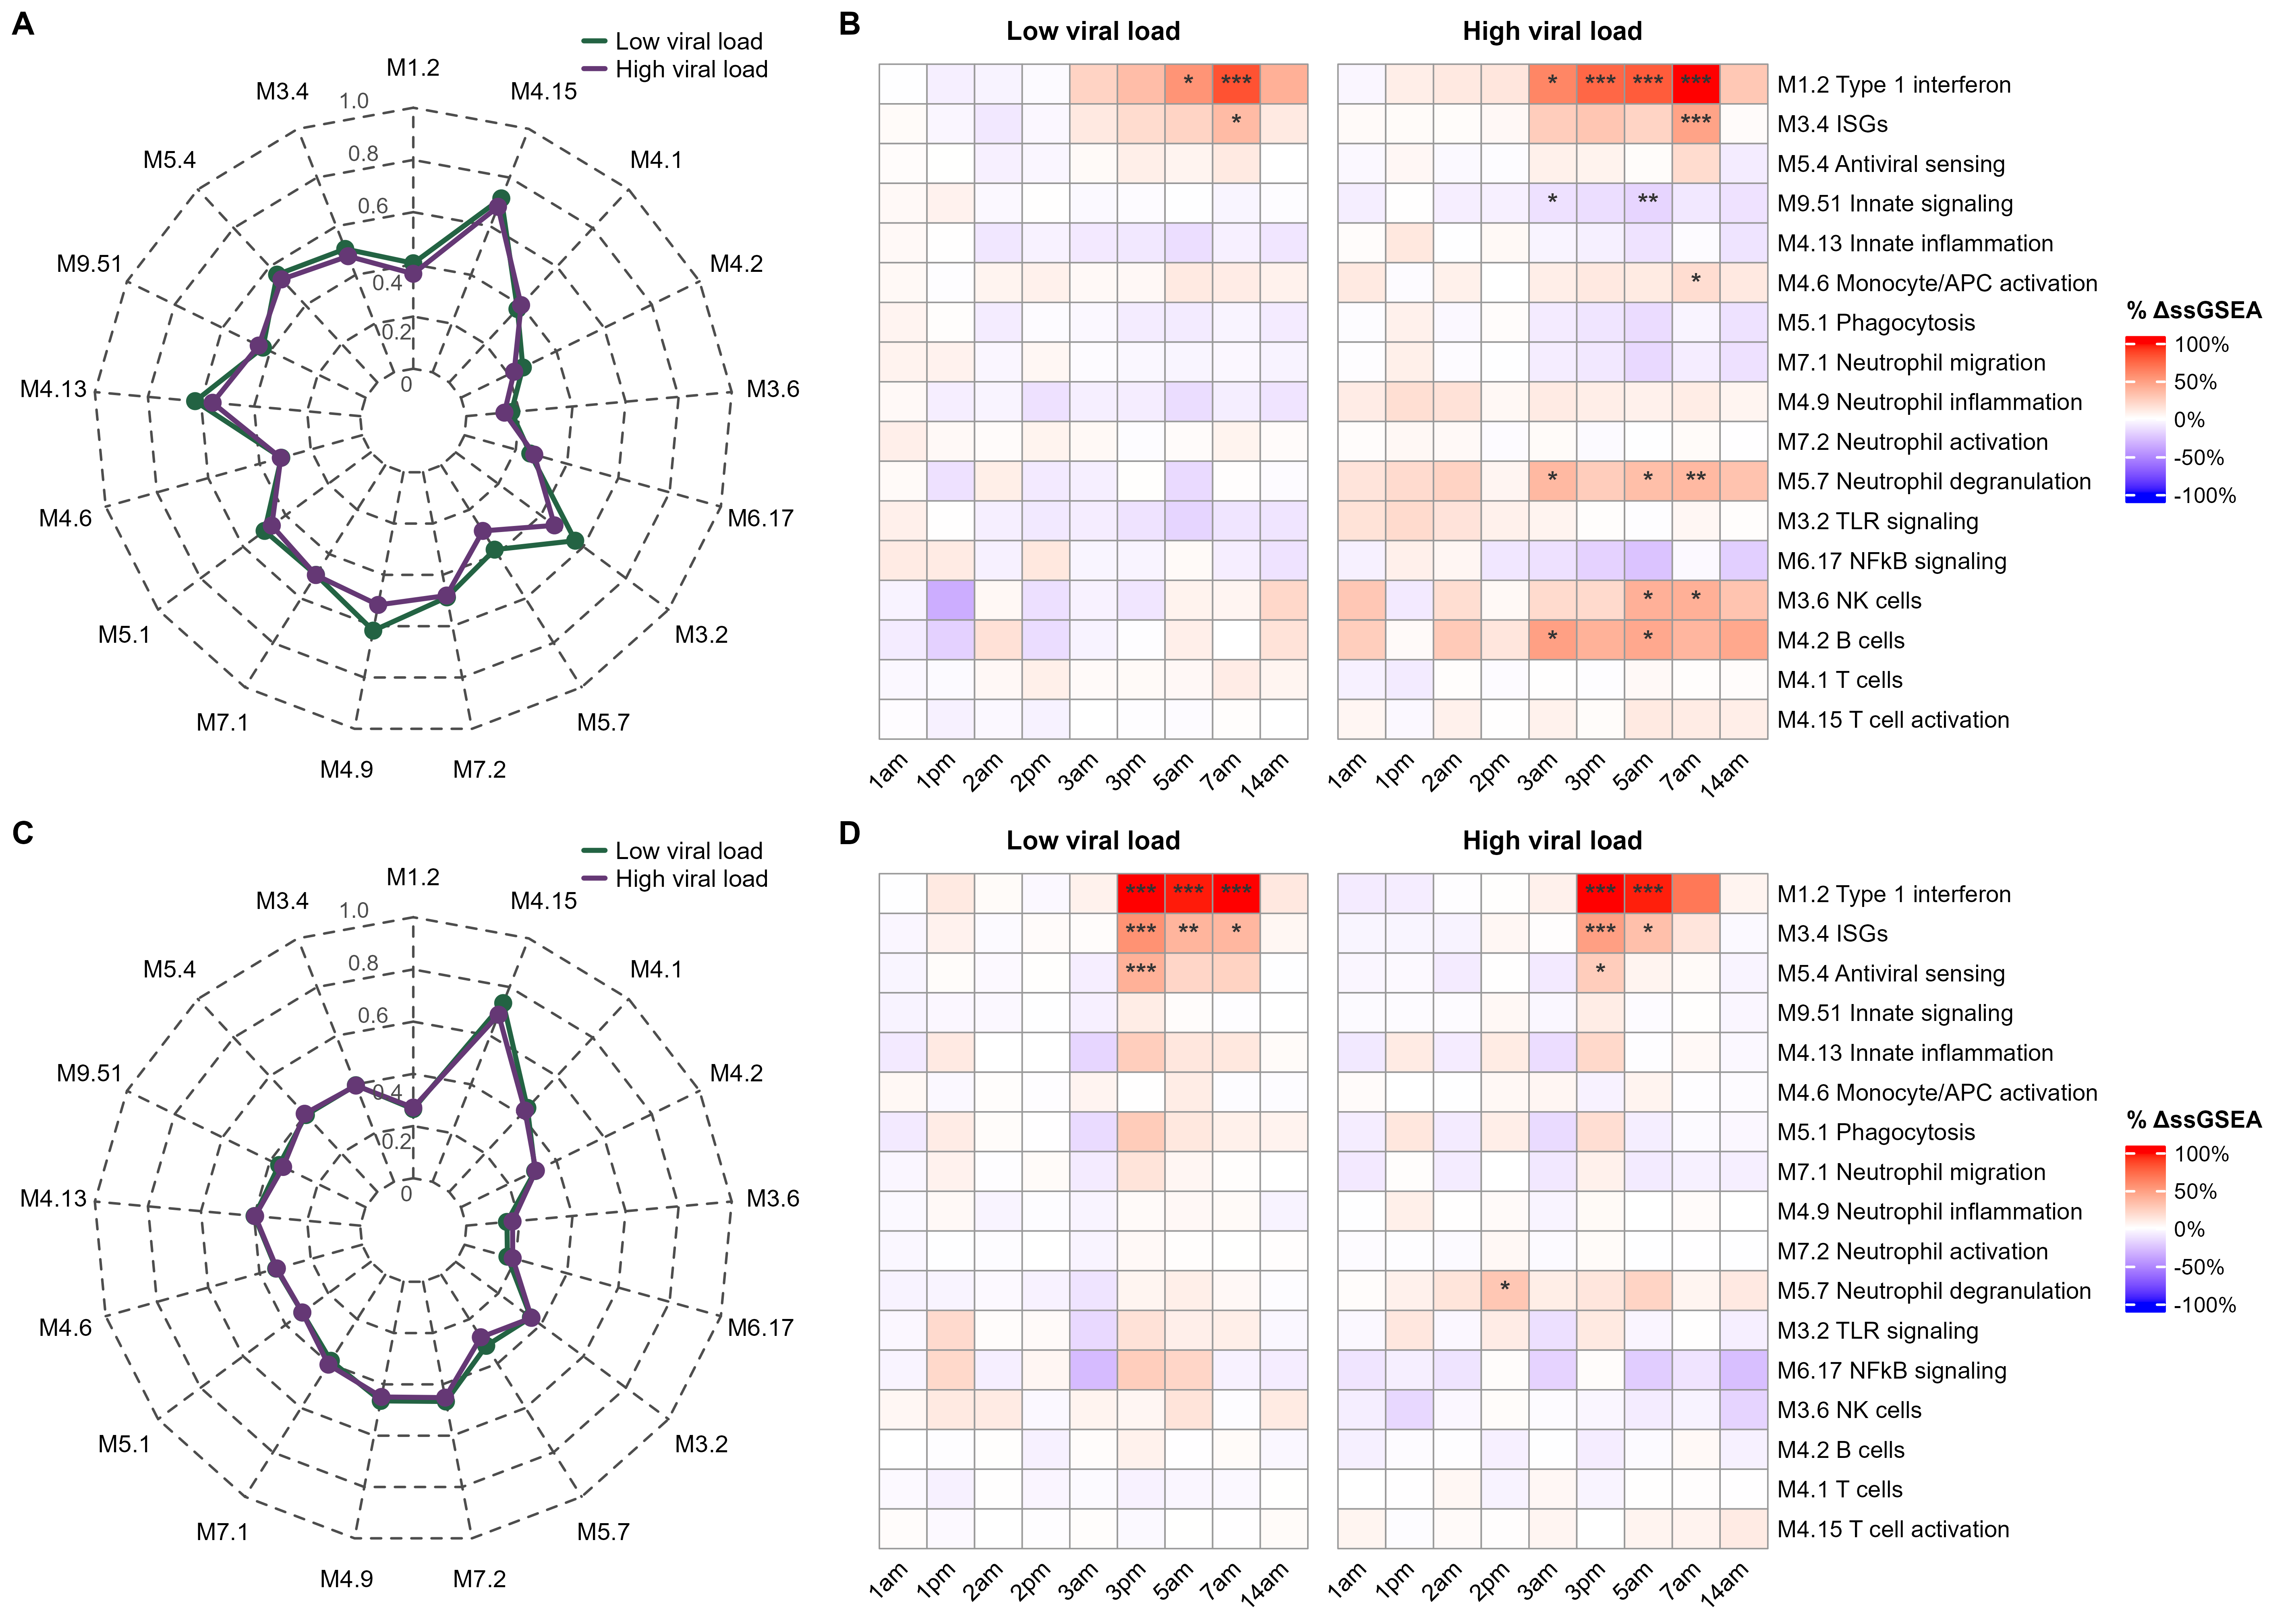 A
Low viral load
High viral load
M1.2
M3.4
M4.15
M5.4
M4.1
M9.51
M4.2
M4.13
M3.6
M4.6
M6.17
M5.1
M3.2
M7.1
M5.7
M4.9
M7.2
1.0
0.8
0.6
0.4
0.2
0
B
Low viral load
High viral load
* *** * *** *** *** M1.2 Type 1 interferon
* *** M3.4 ISGs
M5.4 Antiviral sensing
* ** M9.51 Innate signaling
M4.13 Innate inflammation
* M4.6 Monocyte/APC activation
M5.1 Phagocytosis
M7.1 Neutrophil migration
M4.9 Neutrophil inflammation
M7.2 Neutrophil activation
* * ** M5.7 Neutrophil degranulation
M3.2 TLR signaling
M6.17 NFkB signaling
* * M3.6 NK cells
* * M4.2 B cells
M4.1 T cells
M4.15 T cell activation
1am 1pm 2am 2pm 3am 3pm 5am 7am 14am
1am 1pm 2am 2pm 3am 3pm 5am 7am 14am
% ΔssGSEA
100%
50%
0%
-50%
-100%
C
Low viral load
High viral load
M1.2
M3.4
M4.15
M5.4
M4.1
M9.51
M4.2
M4.13
M3.6
M4.6
M6.17
M5.1
M3.2
M7.1
M5.7
M4.9
M7.2
1.0
0.8
0.6
0.4
0.2
0
D
Low viral load
High viral load
*** *** *** *** *** M1.2 Type 1 interferon
*** ** * *** * M3.4 ISGs
*** * M5.4 Antiviral sensing
M9.51 Innate signaling
M4.13 Innate inflammation
M4.6 Monocyte/APC activation
M5.1 Phagocytosis
M7.1 Neutrophil migration
M4.9 Neutrophil inflammation
M7.2 Neutrophil activation
* M5.7 Neutrophil degranulation
M3.2 TLR signaling
M6.17 NFkB signaling
M3.6 NK cells
M4.2 B cells
M4.1 T cells
M4.15 T cell activation
1am 1pm 2am 2pm 3am 3pm 5am 7am 14am
1am 1pm 2am 2pm 3am 3pm 5am 7am 14am
% ΔssGSEA
100%
50%
0%
-50%
-100%